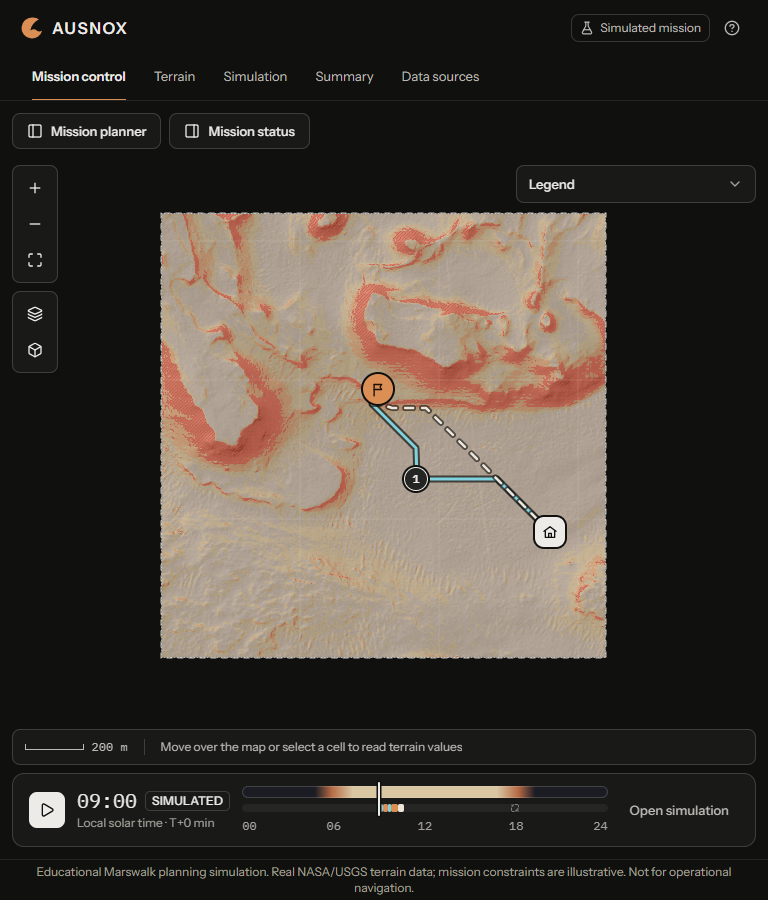 AUSNOX
Simulated mission
Mission control
Terrain
Simulation
Summary
Data sources
Mission planner
Mission status
Legend
1
200 m
Move over the map or select a cell to read terrain values
09:00
SIMULATED
Local solar time · T+0 min
00
06
12
18
24
Open simulation
Educational Marswalk planning simulation. Real NASA/USGS terrain data; mission constraints are illustrative. Not for operational
navigation.